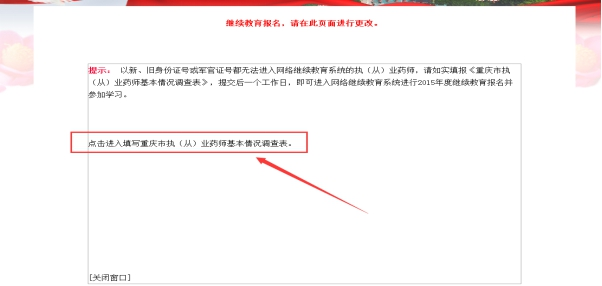 继续教育报名，请在此页面进行更改。
提示： 以新、旧身份证号或军官证号都无法进入网络继续教育系统的执（从）业药师，请如实填报《重庆市执
（从）业药师基本情况调查表》，提交后一个工作日，即可进入网络继续教育系统进行2015年度继续教育报名并
参加学习。
点击进入填写重庆市执（从）业药师基本情况调查表。
[关闭窗口]